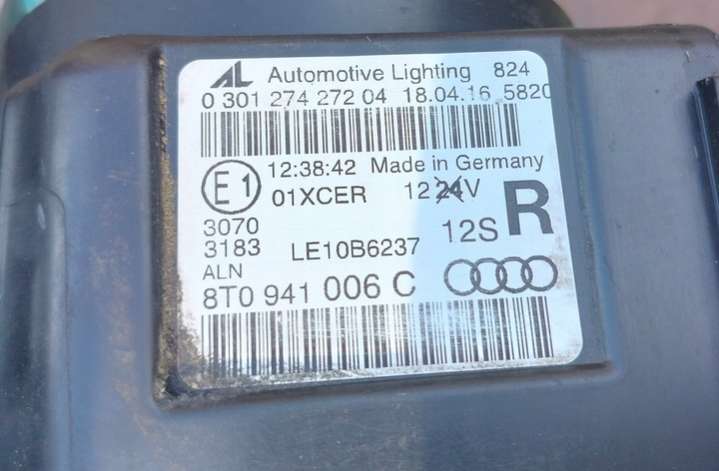 AL Automotive Lighting 824
0 301 274 272 04 18.04.16 5820
12:38:42 Made in Germany
E1 01XCER 12 24V R
3070
3183 LE10B6237 12S
ALN
8T0 941 006 C